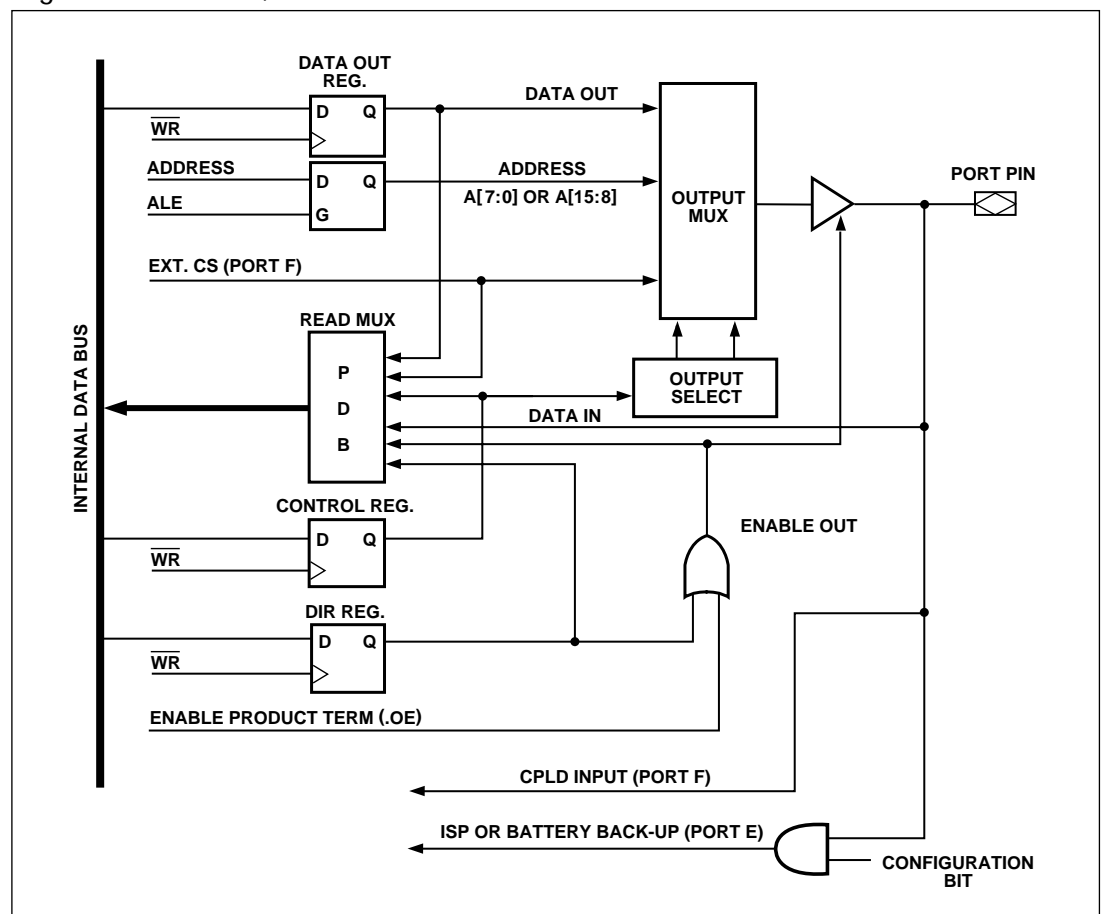 DATA OUT
REG.
D Q
DATA OUT
WR
ADDRESS
D Q
ADDRESS
A[7:0] OR A[15:8]
ALE
G
OUTPUT
MUX
PORT PIN
EXT. CS (PORT F)
READ MUX
P
D
B
OUTPUT
SELECT
DATA IN
INTERNAL DATA BUS
CONTROL REG.
D Q
WR
ENABLE OUT
DIR REG.
D Q
WR
ENABLE PRODUCT TERM (.OE)
CPLD INPUT (PORT F)
ISP OR BATTERY BACK-UP (PORT E)
CONFIGURATION
BIT